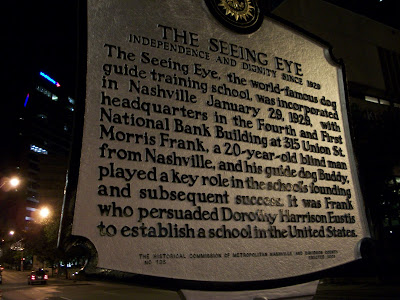 THE SEEING EYE
INDEPENDENCE AND DIGNITY SINCE 1929
The Seeing Eye, the world-famous dog
guide training school, was incorporated
in Nashville January 29, 1929, with
headquarters in the Fourth and First
National Bank Building at 315 Union St.
Morris Frank, a 20-year-old blind man
from Nashville, and his guide dog Buddy,
played a key role in the school's founding
and subsequent success. It was Frank
who persuaded Dorothy Harrison Eustis
to establish a school in the United States.
THE HISTORICAL COMMISSION OF METROPOLITAN NASHVILLE AND DAVIDSON COUNTY